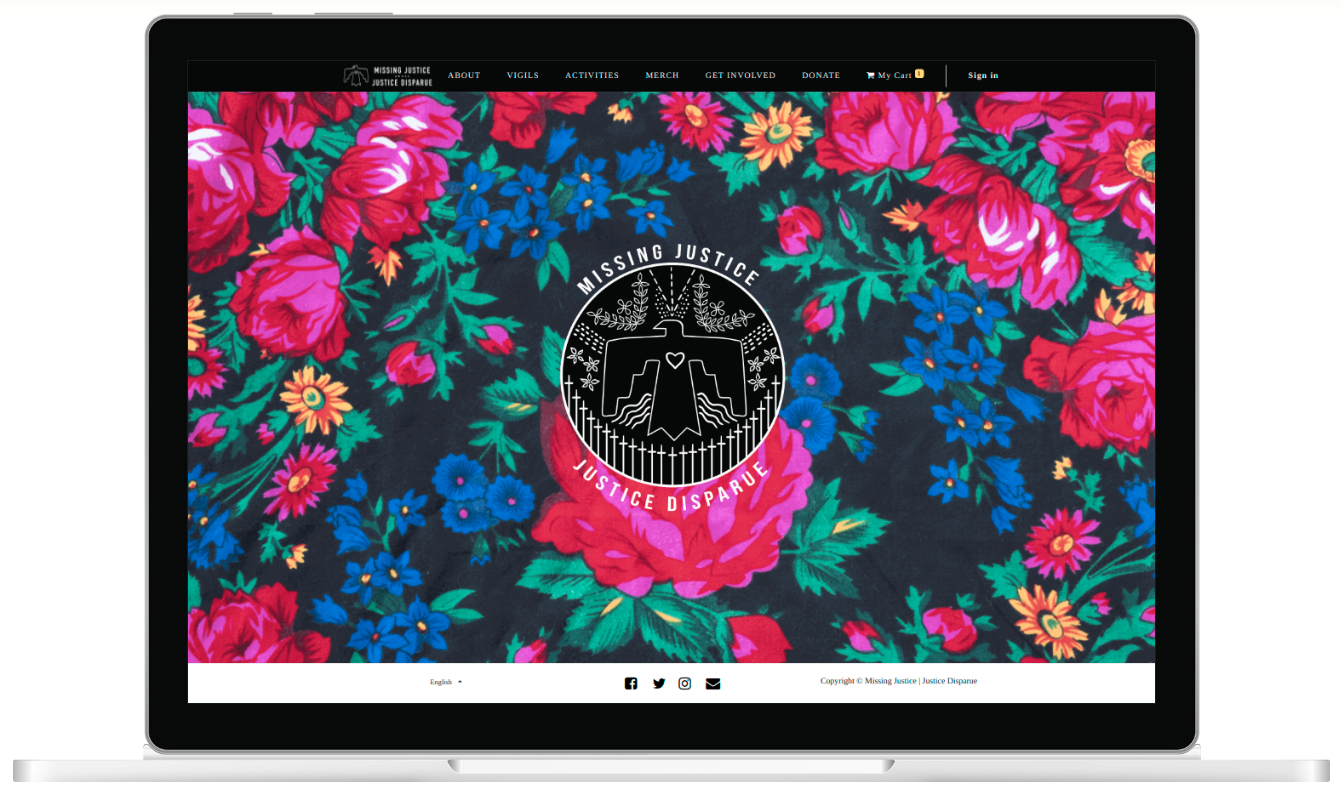 MISSING JUSTICE
JUSTICE DISPARUE
ABOUT VIGILS ACTIVITIES MERCH GET INVOLVED DONATE My Cart 1 Sign in
MISSING JUSTICE
JUSTICE DISPARUE
English
Copyright © Missing Justice | Justice Disparue